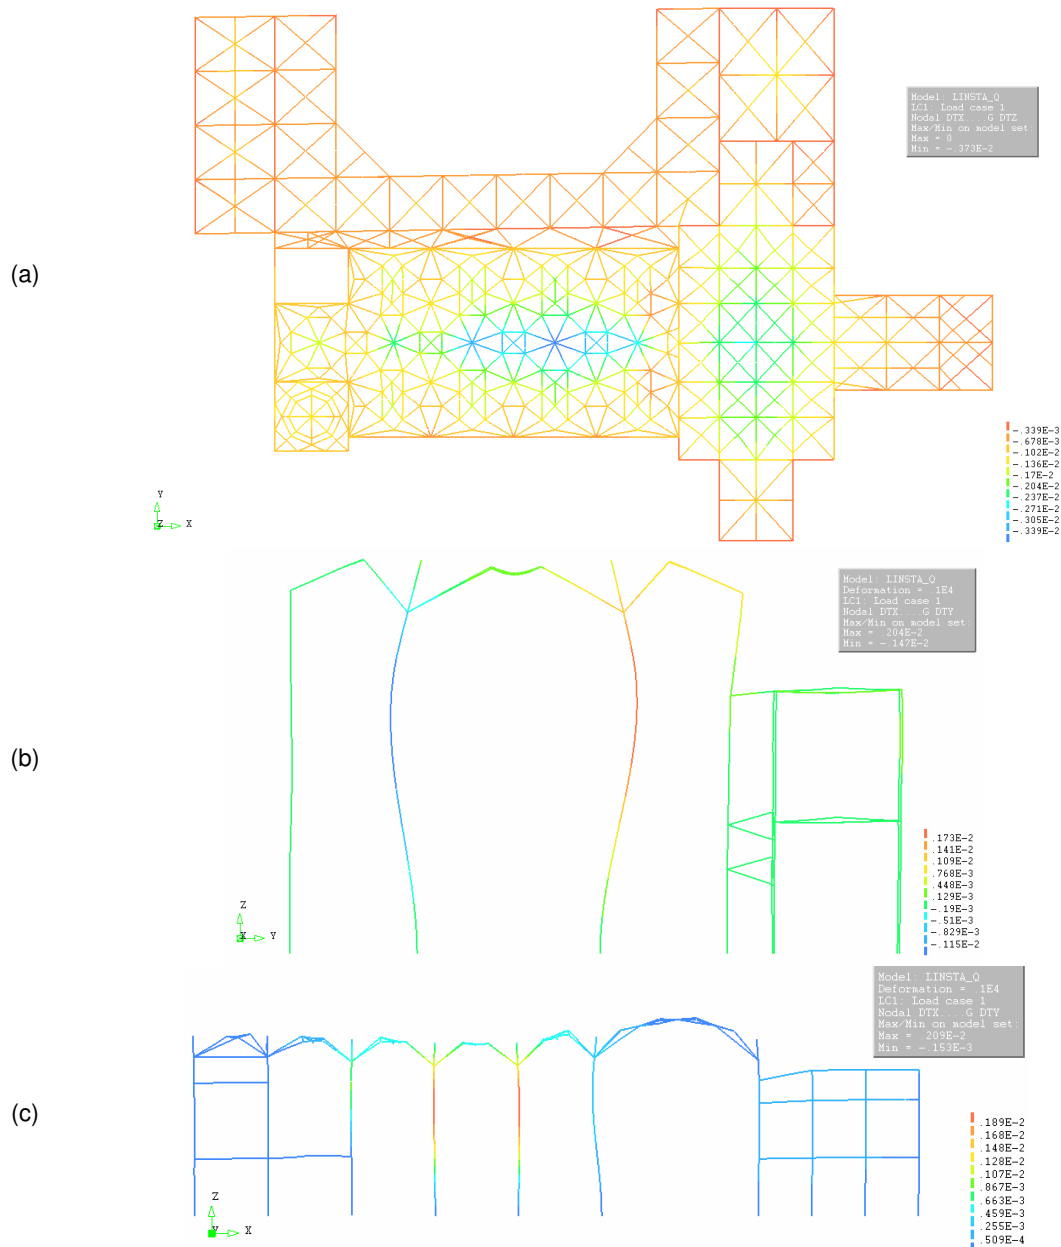 Model: LINSTA_Q
LC1: Load case 1
Nodal DTX....G DTZ
Max/Min on model set:
Max = 0
Min = -.373E-2
(a)
-.339E-3
-.678E-3
-.102E-2
-.136E-2
-.17E-2
-.204E-2
-.237E-2
-.271E-2
-.305E-2
-.339E-2
Y
Z X
Model: LINSTA_Q
Deformation = .1E4
LC1: Load case 1
Nodal DTX....G DTY
Max/Min on model set:
Max = .204E-2
Min = -.147E-2
(b)
.173E-2
.141E-2
.109E-2
.768E-3
.448E-3
.129E-3
-.19E-3
-.51E-3
-.829E-3
-.115E-2
Z
X Y
Model: LINSTA_Q
Deformation = .1E4
LC1: Load case 1
Nodal DTX....G DTY
Max/Min on model set:
Max = .209E-2
Min = -.153E-3
(c)
.189E-2
.168E-2
.148E-2
.128E-2
.107E-2
.867E-3
.663E-3
.459E-3
.255E-3
.509E-4
Z
Y X